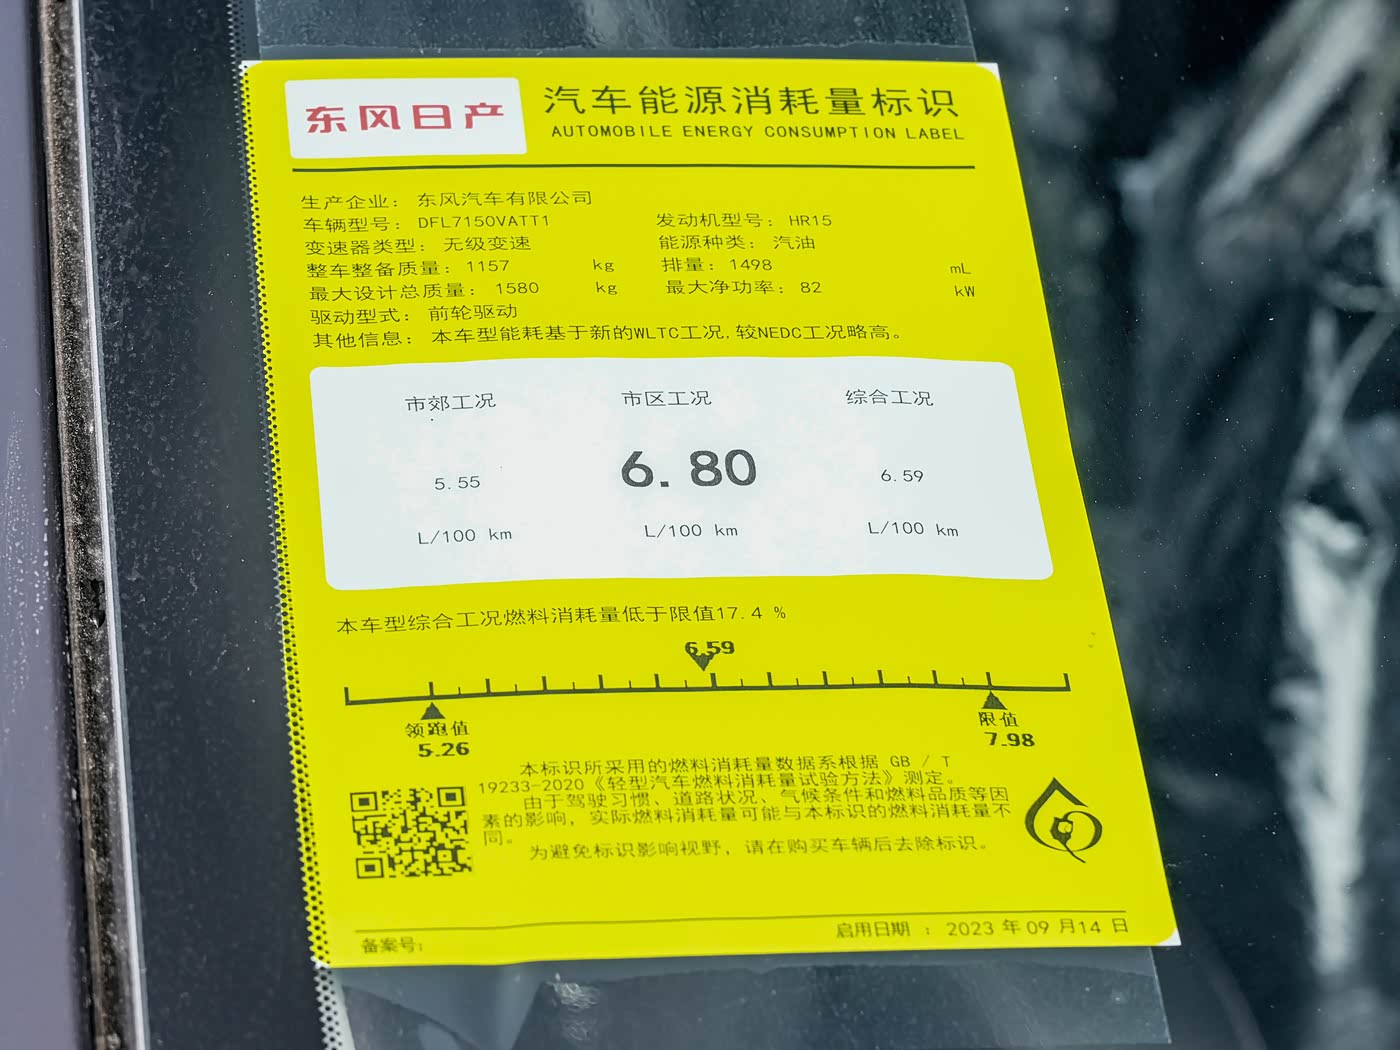 东风日产
汽车能源消耗量标识
AUTOMOBILE ENERGY CONSUMPTION LABEL
生产企业： 东风汽车有限公司
车辆型号： DFL7150VATT1 发动机型号： HR15
变速器类型： 无级变速 能源种类： 汽油
整车整备质量： 1157 kg 排量： 1498 mL
最大设计总质量： 1580 kg 最大净功率： 82 kW
驱动型式： 前轮驱动
其他信息： 本车型能耗基于新的WLTC工况,较NEDC工况略高。
市郊工况 市区工况 综合工况
5.55 6.80 6.59
L/100 km L/100 km L/100 km
本车型综合工况燃料消耗量低于限值17.4 %
6.59
领跑值 限值
5.26 7.98
本标识所采用的燃料消耗量数据系根据 GB / T
19233-2020《轻型汽车燃料消耗量试验方法》测定。
由于驾驶习惯、道路状况、气候条件和燃料品质等因
素的影响，实际燃料消耗量可能与本标识的燃料消耗量不
同。
为避免标识影响视野，请在购买车辆后去除标识。
备案号： 启用日期 ： 2023 年 09 月14 日